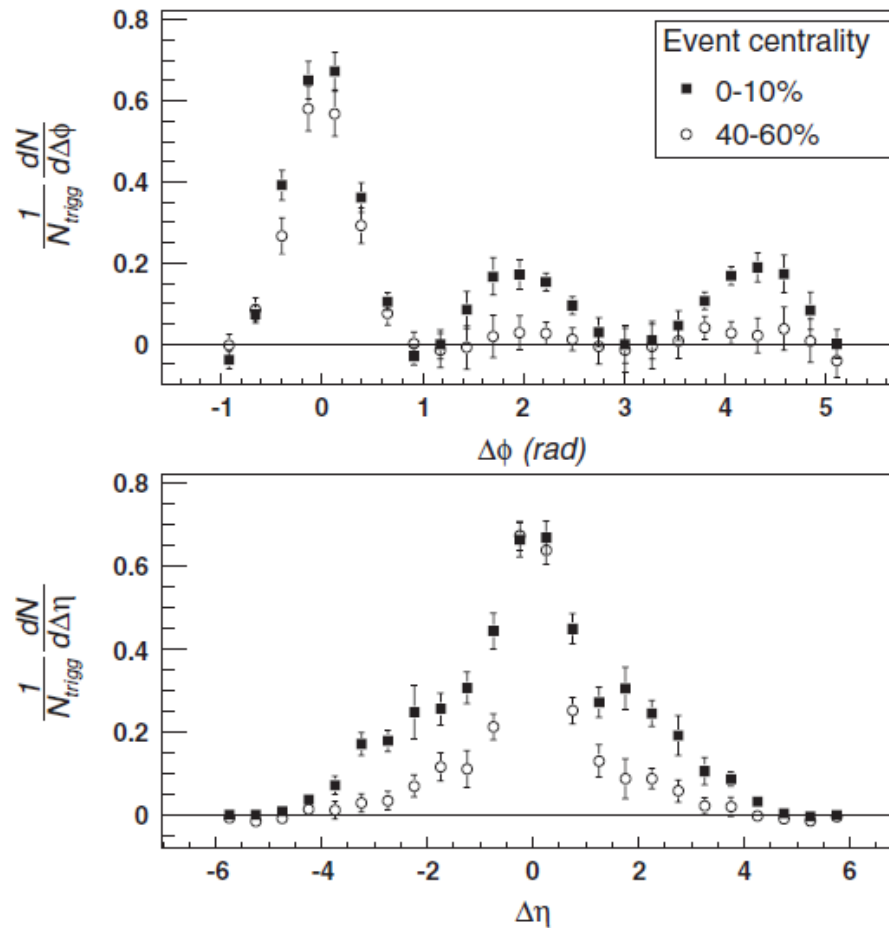 Event centrality
0-10%
40-60%
0.8
0.6
0.4
0.2
0
1 dN
N_trigg dΔϕ
-1 0 1 2 3 4 5
Δϕ (rad)
0.8
0.6
0.4
0.2
0
1 dN
N_trigg dΔη
-6 -4 -2 0 2 4 6
Δη